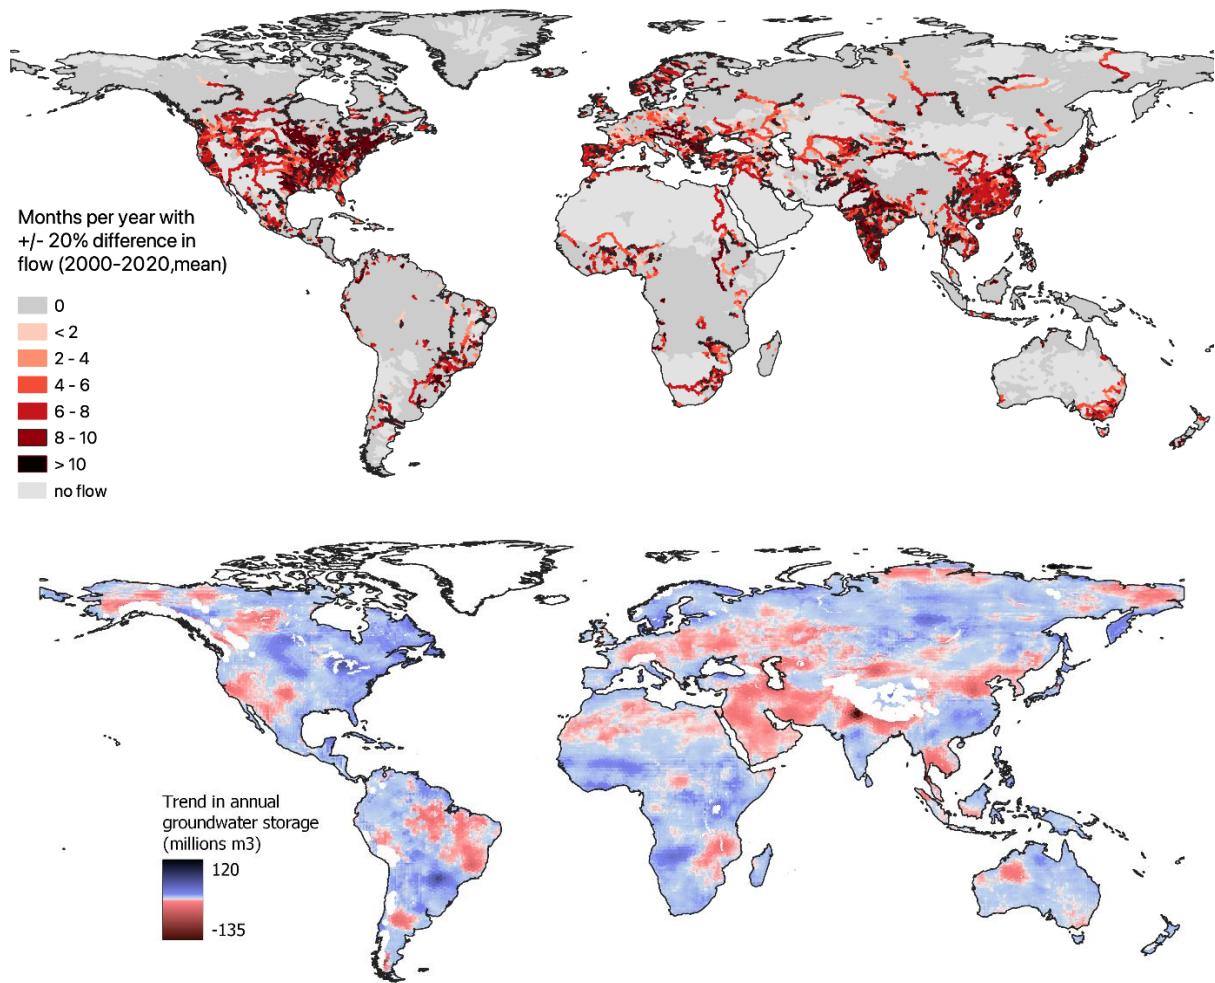 Months per year with
+/- 20% difference in
flow (2000-2020,mean)
0
< 2
2 - 4
4 - 6
6 - 8
8 - 10
> 10
no flow
Trend in annual
groundwater storage
(millions m3)
120
-135